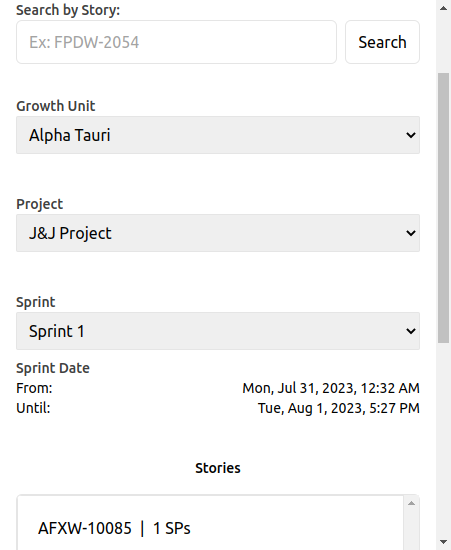 Search by Story:
Ex: FPDW-2054 Search
Growth Unit
Alpha Tauri
Project
J&J Project
Sprint
Sprint 1
Sprint Date
From: Mon, Jul 31, 2023, 12:32 AM
Until: Tue, Aug 1, 2023, 5:27 PM
Stories
AFXW-10085 | 1 SPs